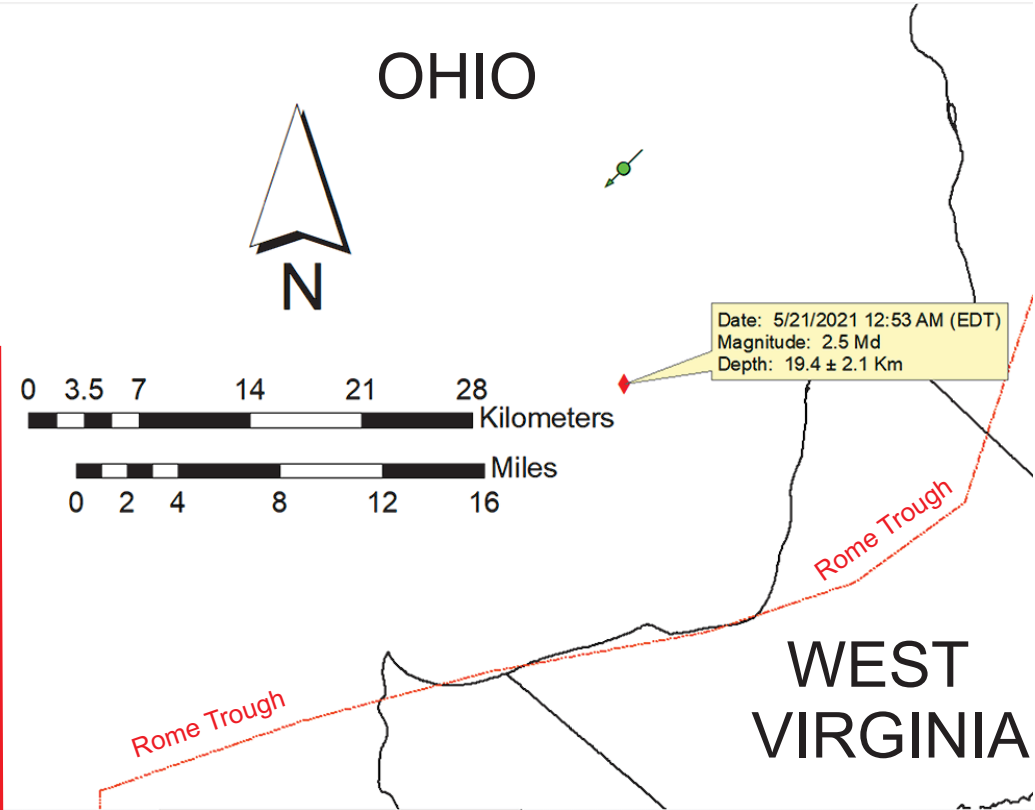 OHIO
N
Date: 5/21/2021 12:53 AM (EDT)
Magnitude: 2.5 Md
Depth: 19.4 ± 2.1 Km
0 3.5 7 14 21 28
Kilometers
Miles
0 2 4 8 12 16
Rome Trough
WEST
VIRGINIA
Rome Trough